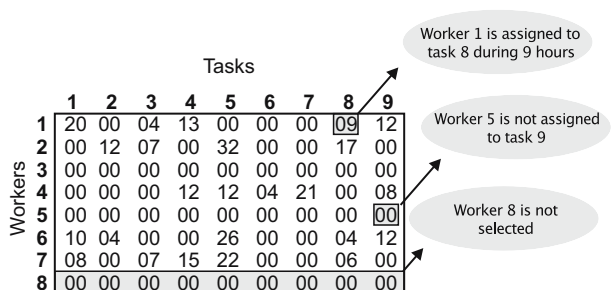 Worker 1 is assigned to
task 8 during 9 hours
Tasks
1 2 3 4 5 6 7 8 9
1 20 00 04 13 00 00 00 09 12
Worker 5 is not assigned
to task 9
2 00 12 07 00 32 00 00 17 00
3 00 00 00 00 00 00 00 00 00
4 00 00 00 12 12 04 21 00 08
Workers
5 00 00 00 00 00 00 00 00 00
Worker 8 is not
selected
6 10 04 00 00 26 00 00 04 12
7 08 00 07 15 22 00 00 06 00
8 00 00 00 00 00 00 00 00 00